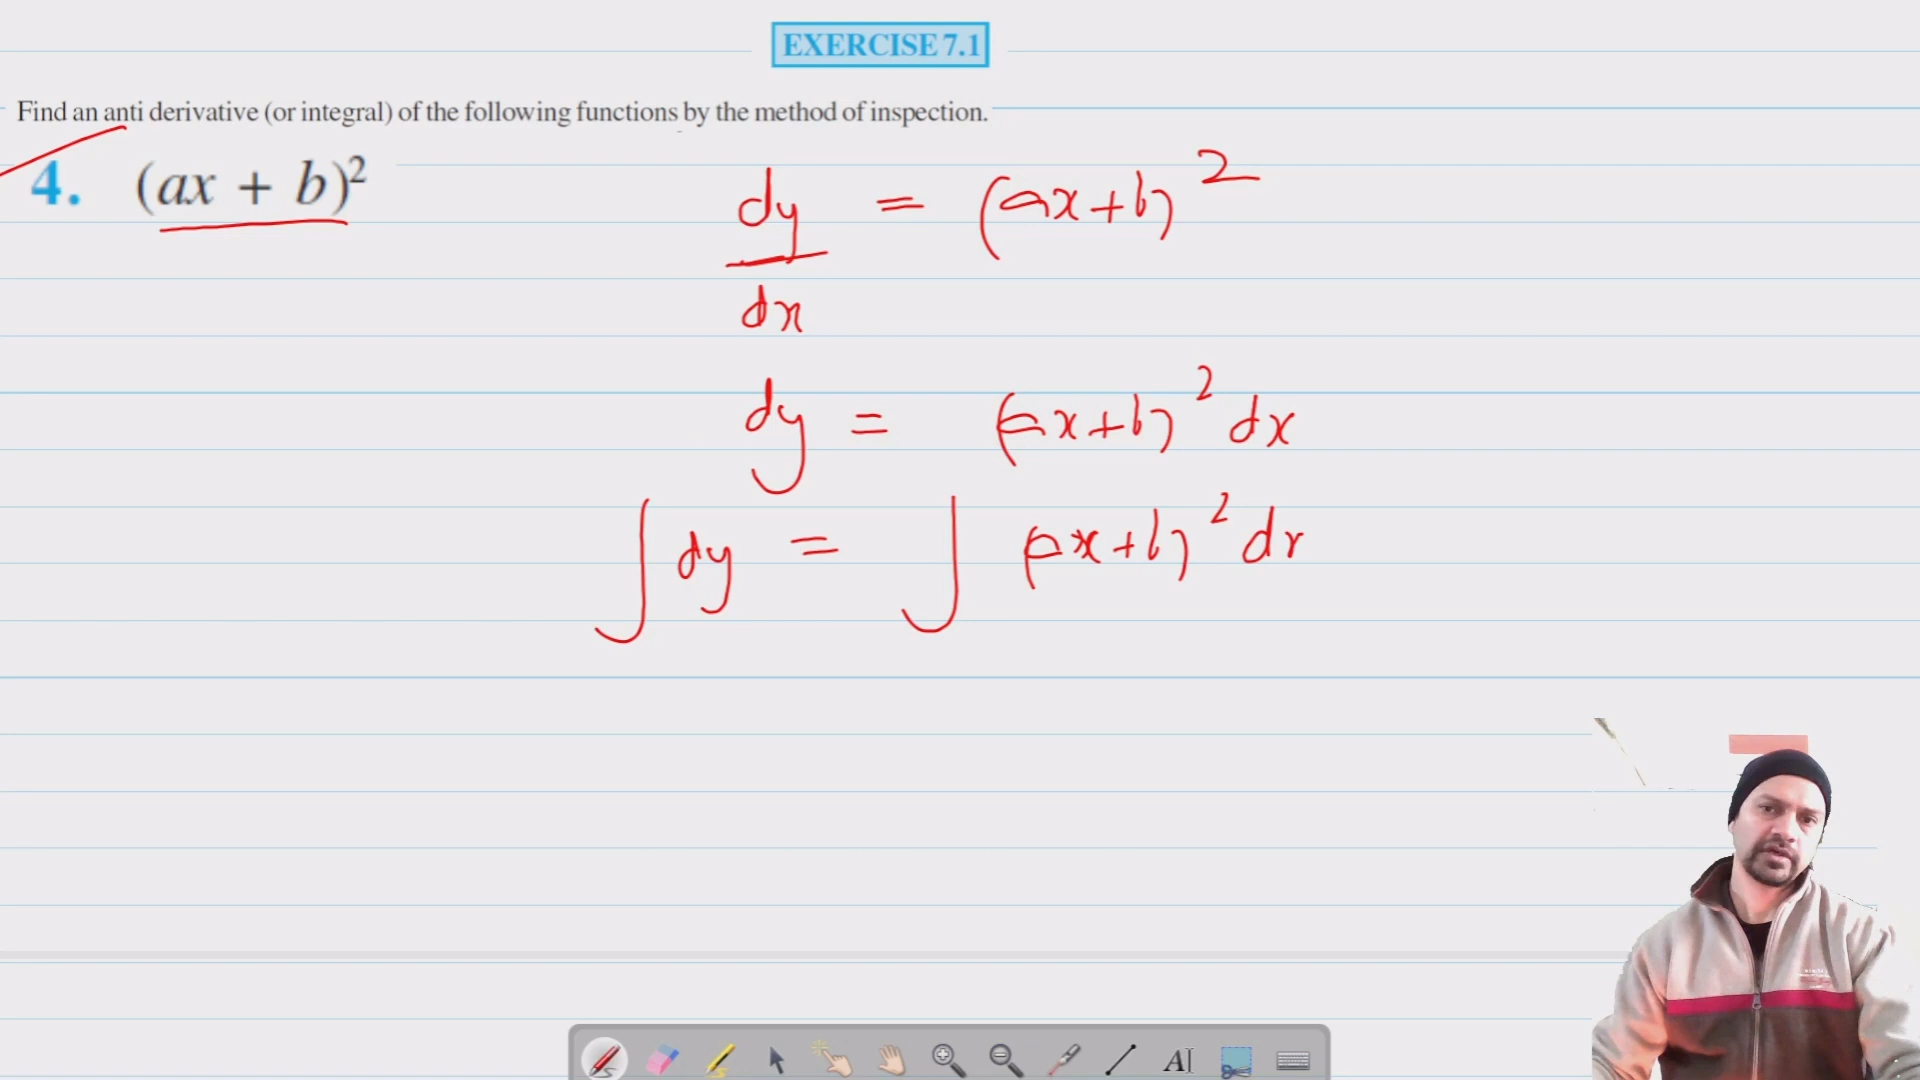 EXERCISE 7.1
Find an anti derivative (or integral) of the following functions by the method of inspection.
4. (ax + b)²
dy/dx = (ax+b)²
dy = (ax+b)² dx
∫ dy = ∫ (ax+b)² dx
AI